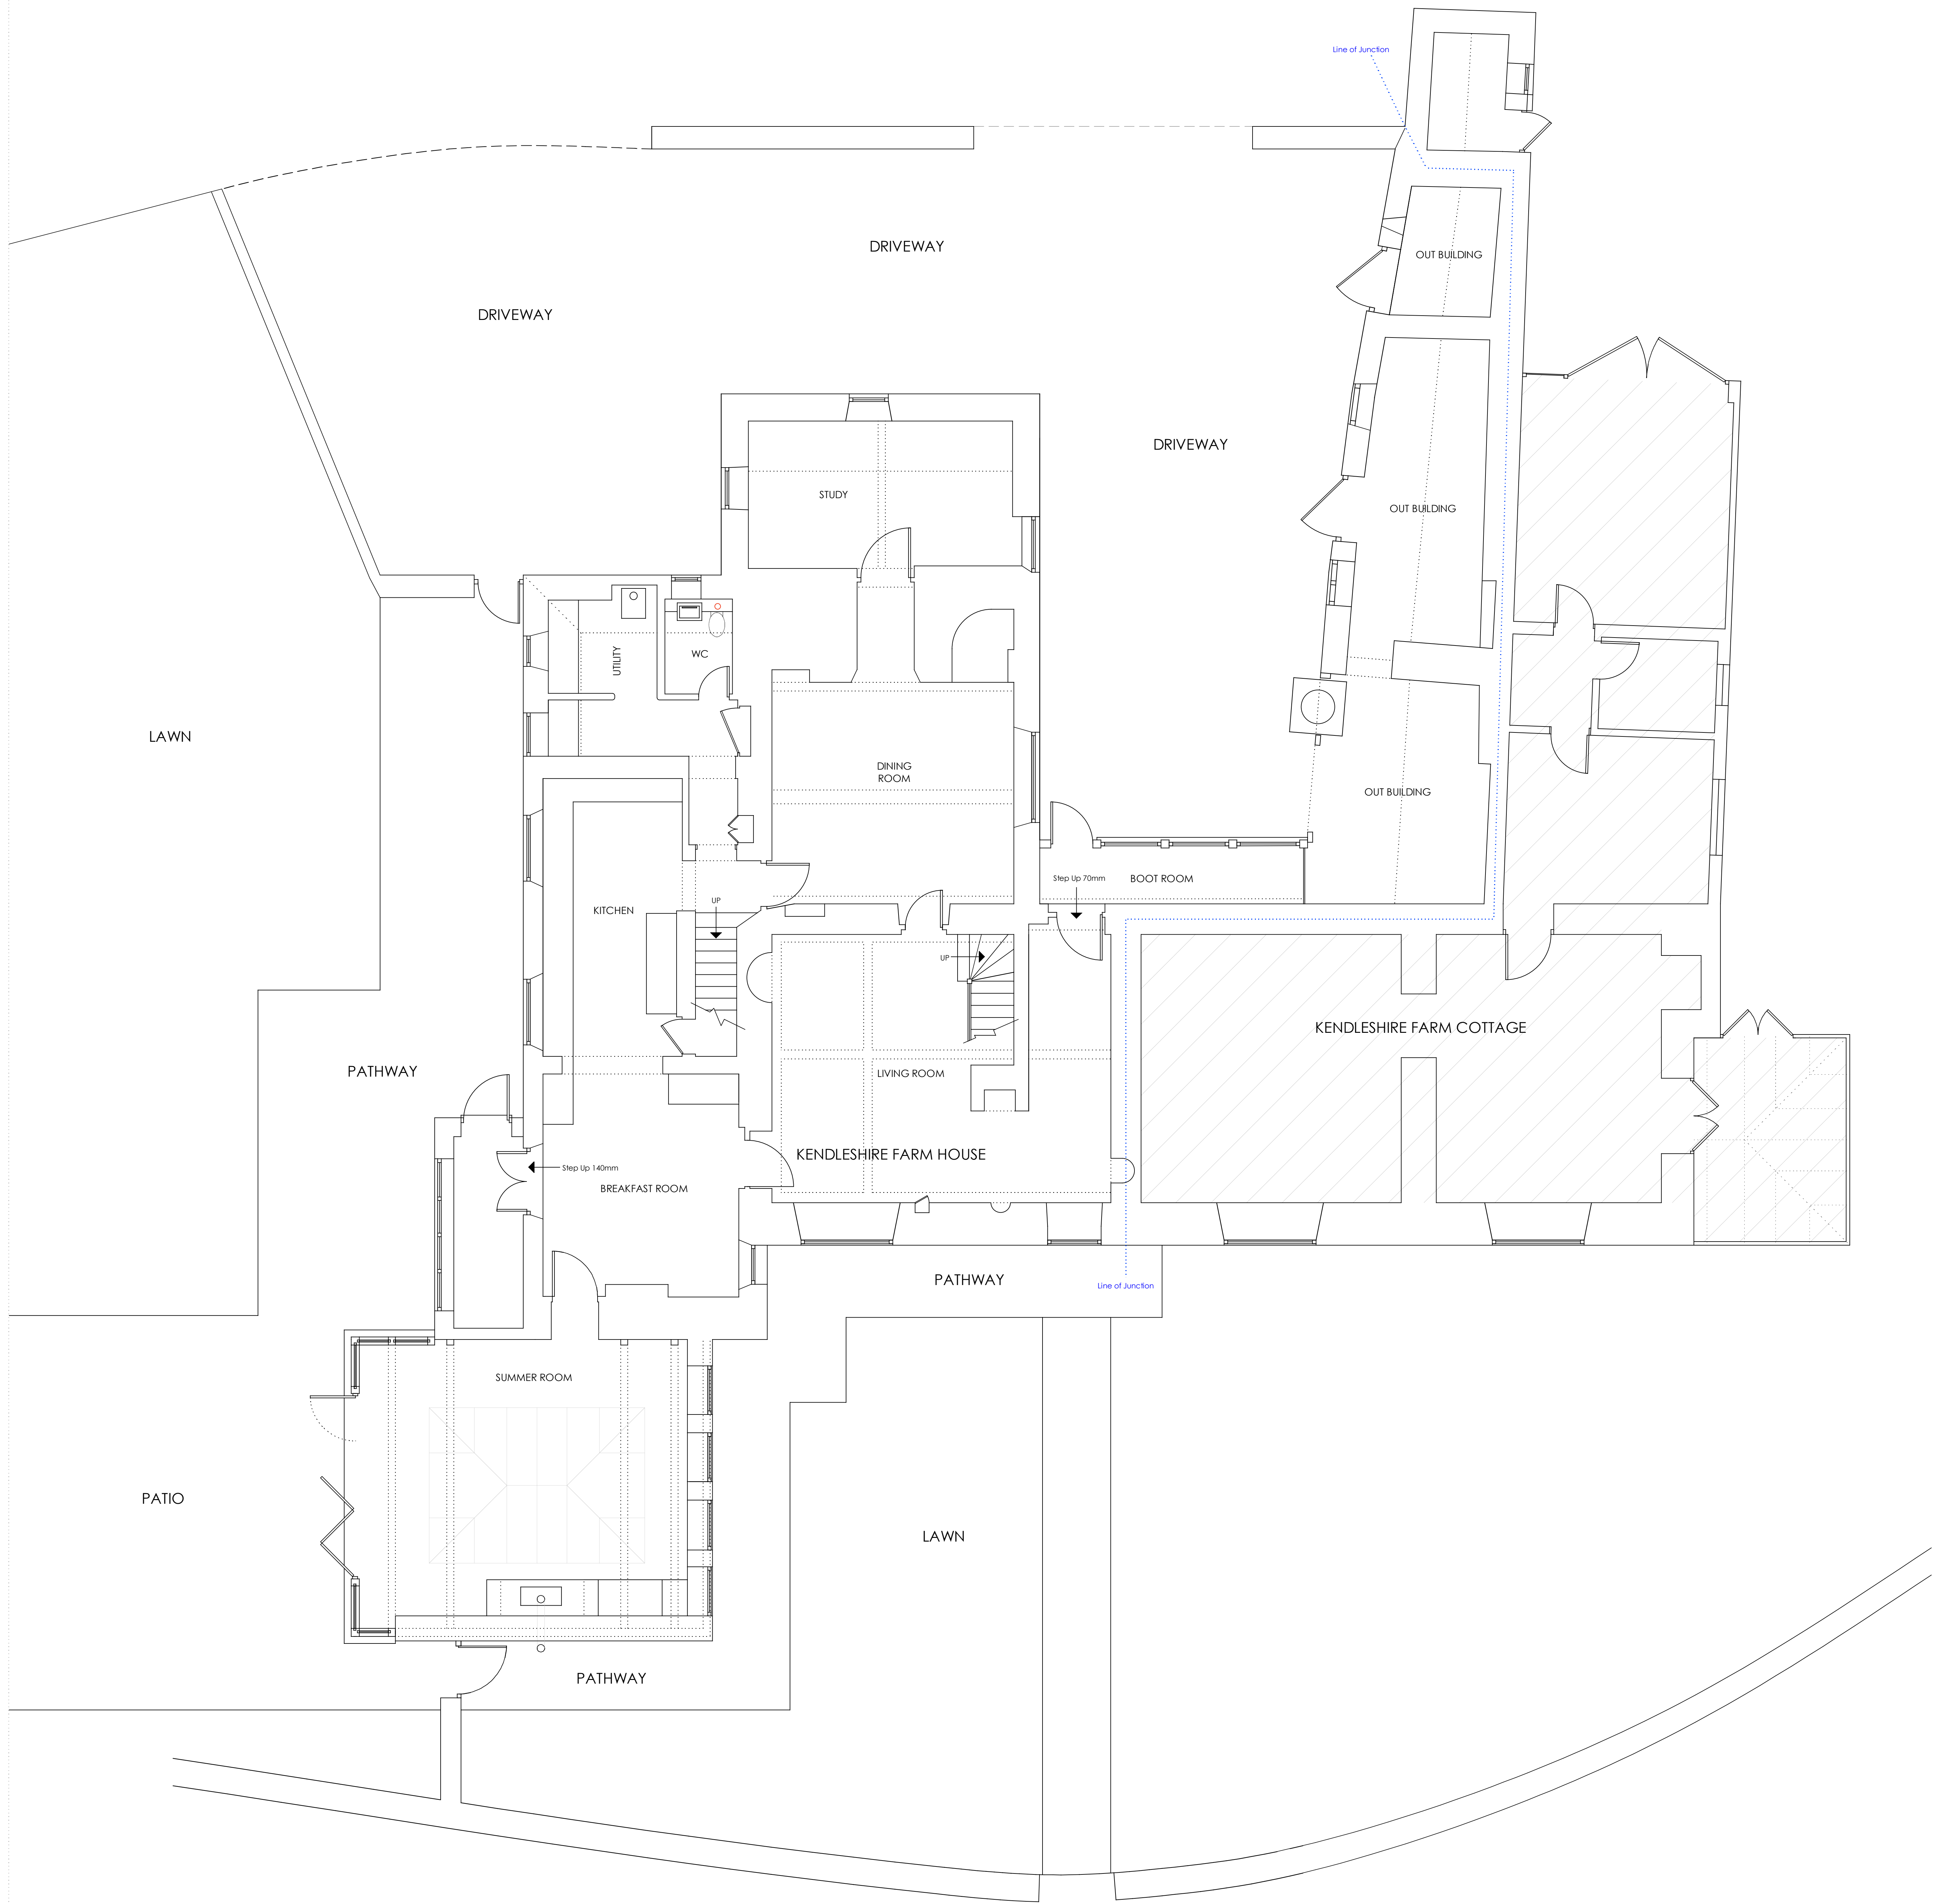 Line of Junction
DRIVEWAY
OUT BUILDING
DRIVEWAY
DRIVEWAY
STUDY
OUT BUILDING
UTILITY
WC
LAWN
DINING
ROOM
OUT BUILDING
Step Up 70mm
BOOT ROOM
UP
KITCHEN
UP
KENDLESHIRE FARM COTTAGE
PATHWAY
LIVING ROOM
KENDLESHIRE FARM HOUSE
Step Up 140mm
BREAKFAST ROOM
PATHWAY
Line of Junction
SUMMER ROOM
PATIO
LAWN
PATHWAY